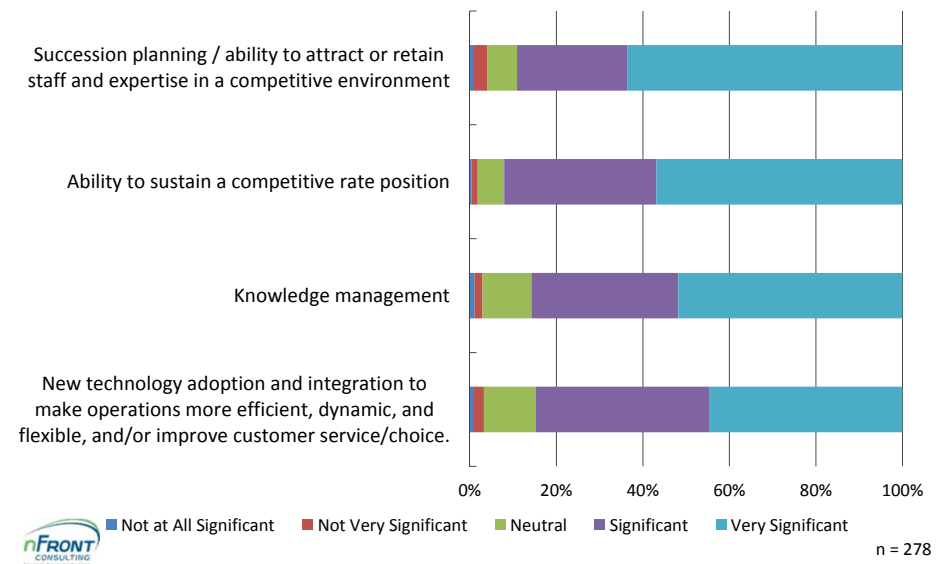 Succession planning / ability to attract or retain
staff and expertise in a competitive environment
Ability to sustain a competitive rate position
Knowledge management
New technology adoption and integration to
make operations more efficient, dynamic, and
flexible, and/or improve customer service/choice.
0% 20% 40% 60% 80% 100%
Not at All Significant Not Very Significant Neutral Significant Very Significant
nFRONT
CONSULTING
n = 278